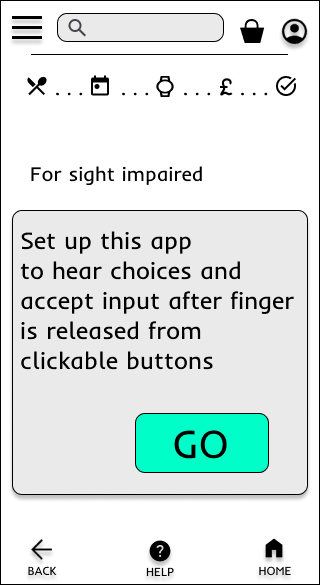 . . . . . . . . . £ . . .
For sight impaired
Set up this app
to hear choices and
accept input after finger
is released from
clickable buttons
GO
BACK
HELP
HOME